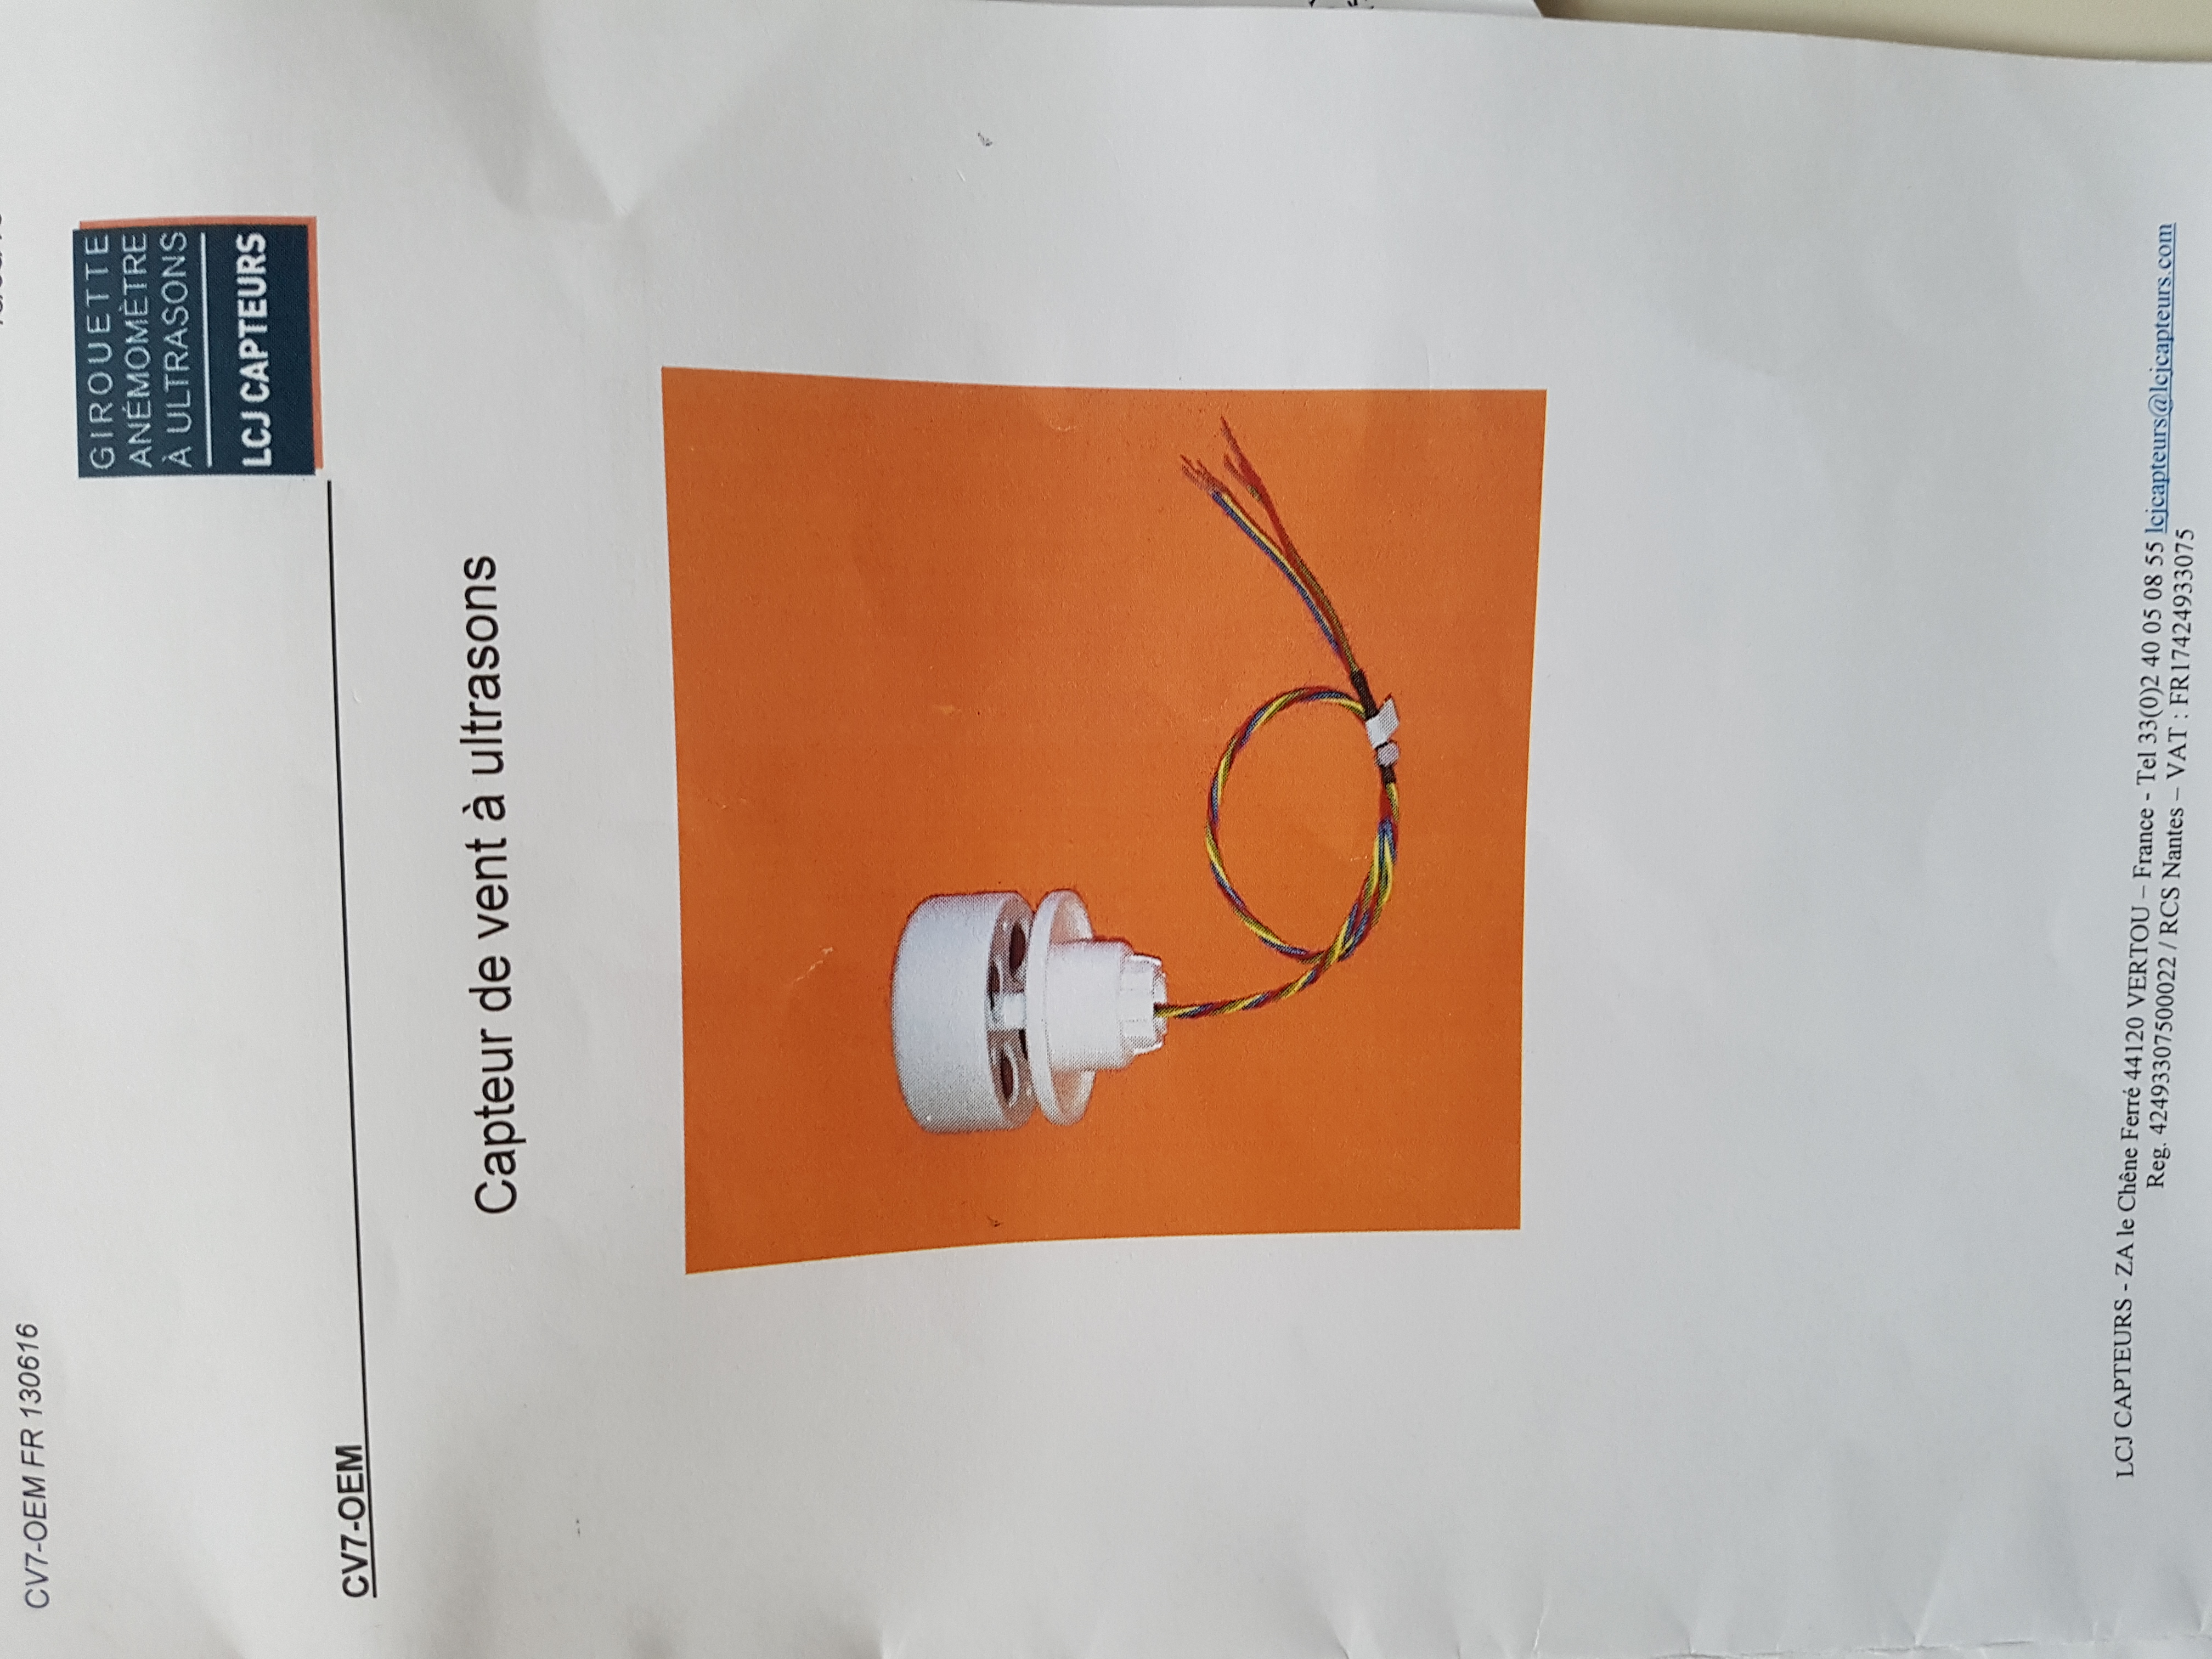 CV7-OEM FR 130616
GIROUETTE
ANÉMOMÈTRE
À ULTRASONS
LCJ CAPTEURS
CV7-OEM
Capteur de vent à ultrasons
LCJ CAPTEURS - ZA le Chêne Ferré 44120 VERTOU – France - Tel 33(0)2 40 05 08 55 lcjcapteurs@lcjcapteurs.com
Reg. 42493307500022 / RCS Nantes – VAT : FR17424933075